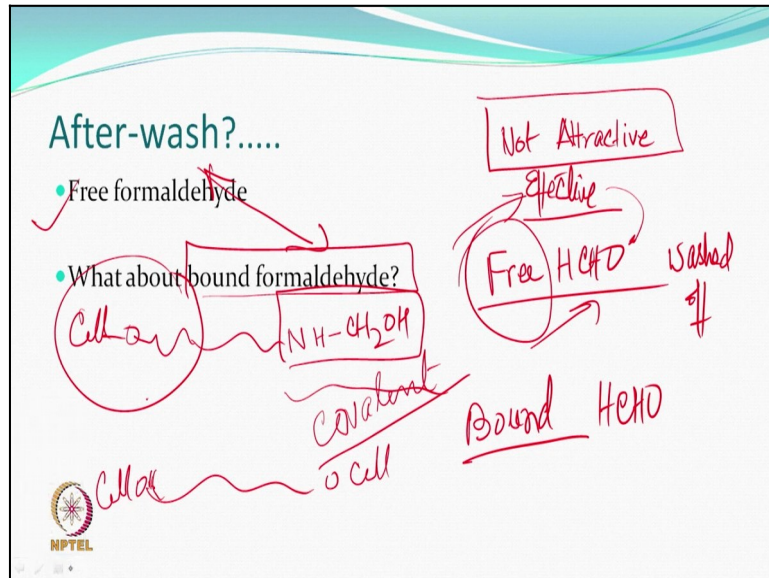 After-wash?.....
Not Attractive
• Free formaldehyde
Effective
Free HCHO washed off
• What about bound formaldehyde?
Cell-O NH-CH2OH
Covalent
Bound HCHO
Cell O O Cell
NPTEL